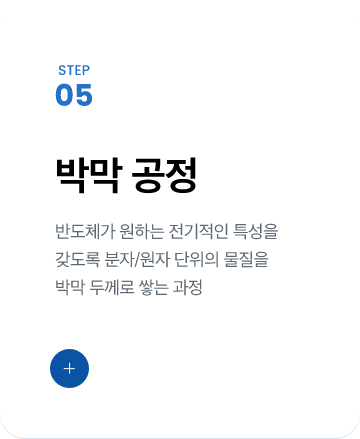 STEP
05
박막 공정
반도체가 원하는 전기적인 특성을
갖도록 분자/원자 단위의 물질을
박막 두께로 쌓는 과정